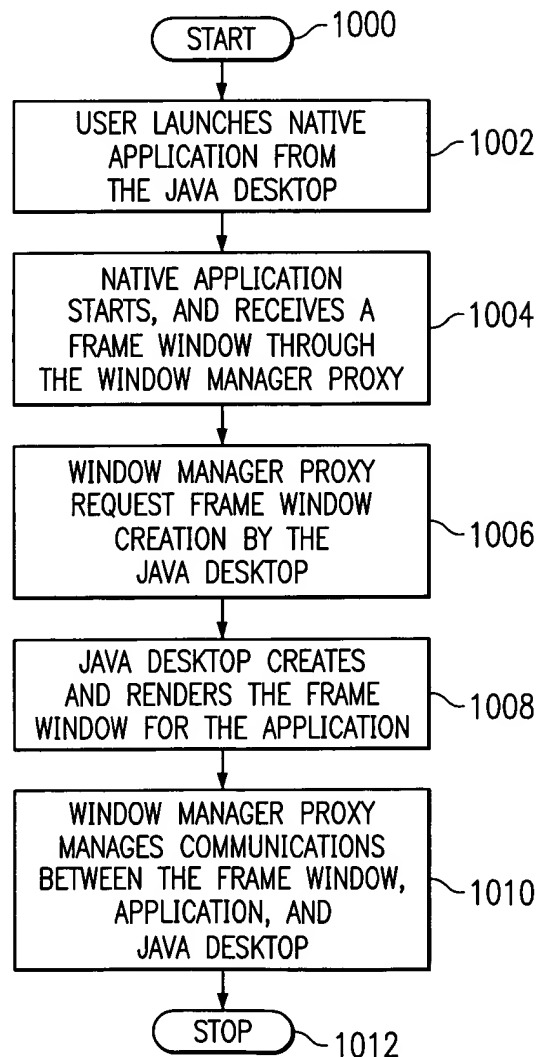 START
1000
USER LAUNCHES NATIVE
APPLICATION FROM
THE JAVA DESKTOP
1002
NATIVE APPLICATION
STARTS, AND RECEIVES A
FRAME WINDOW THROUGH
THE WINDOW MANAGER PROXY
1004
WINDOW MANAGER PROXY
REQUEST FRAME WINDOW
CREATION BY THE
JAVA DESKTOP
1006
JAVA DESKTOP CREATES
AND RENDERS THE FRAME
WINDOW FOR THE APPLICATION
1008
WINDOW MANAGER PROXY
MANAGES COMMUNICATIONS
BETWEEN THE FRAME WINDOW,
APPLICATION, AND
JAVA DESKTOP
1010
STOP
1012